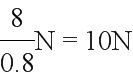 8/0.8 N = 10N